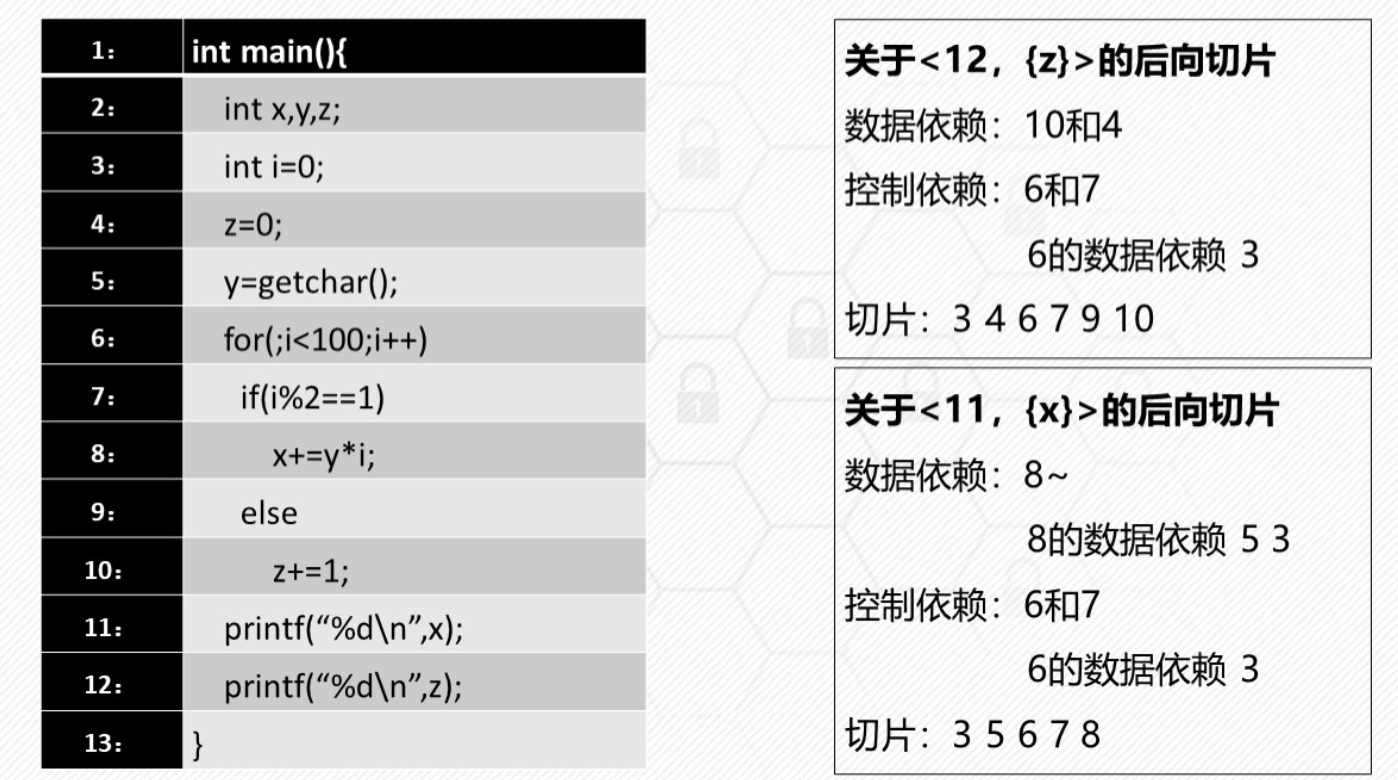 1： int main(){
2： int x,y,z;
3： int i=0;
4： z=0;
5： y=getchar();
6： for(;i<100;i++)
7： if(i%2==1)
8： x+=y*i;
9： else
10： z+=1;
11： printf(“%d\n”,x);
12： printf(“%d\n”,z);
13： }
关于<12，{z}>的后向切片
数据依赖：10和4
控制依赖：6和7
6的数据依赖 3
切片：3 4 6 7 9 10
关于<11，{x}>的后向切片
数据依赖：8~
8的数据依赖 5 3
控制依赖：6和7
6的数据依赖 3
切片：3 5 6 7 8